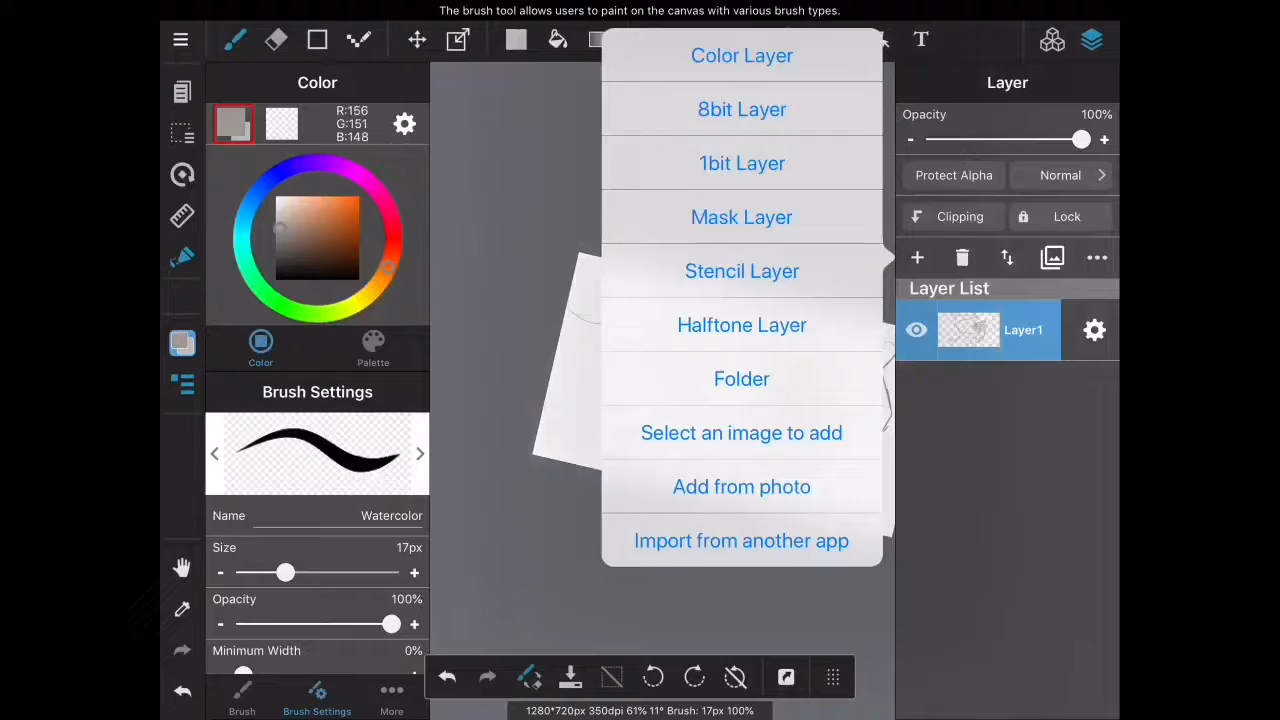 The brush tool allows users to paint on the canvas with various brush types.
T
Color
R:156
G:151
B:148
Color
Palette
Brush Settings
Name Watercolor
Size 17px
- +
Opacity 100%
- +
Minimum Width 0%
Brush
Brush Settings
More
Color Layer
8bit Layer
1bit Layer
Mask Layer
Stencil Layer
Halftone Layer
Folder
Select an image to add
Add from photo
Import from another app
1280*720px 350dpi 61% 11° Brush: 17px 100%
Layer
Opacity 100%
- +
Protect Alpha Normal
Clipping Lock
Layer List
Layer1